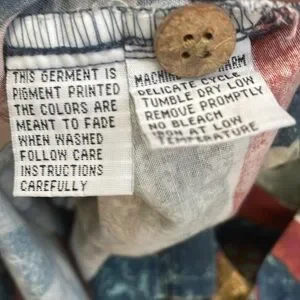 THIS GERMENT IS
PIGMENT PRINTED
THE COLORS ARE
MEANT TO FADE
WHEN WASHED
FOLLOW CARE
INSTRUCTIONS
CAREFULLY
MACHINE WARM
DELICATE CYCLE
TUMBLE DRY LOW
REMOVE PROMPTLY
NO BLEACH
IRON AT LOW
TEMPERATURE